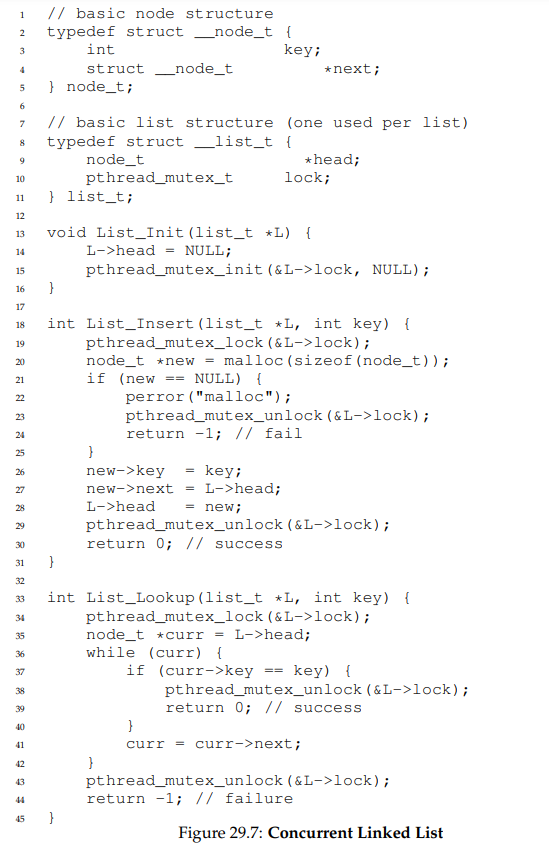 1 // basic node structure
2 typedef struct __node_t {
3 int key;
4 struct __node_t *next;
5 } node_t;
6
7 // basic list structure (one used per list)
8 typedef struct __list_t {
9 node_t *head;
10 pthread_mutex_t lock;
11 } list_t;
12
13 void List_Init(list_t *L) {
14 L->head = NULL;
15 pthread_mutex_init(&L->lock, NULL);
16 }
17
18 int List_Insert(list_t *L, int key) {
19 pthread_mutex_lock(&L->lock);
20 node_t *new = malloc(sizeof(node_t));
21 if (new == NULL) {
22 perror("malloc");
23 pthread_mutex_unlock(&L->lock);
24 return -1; // fail
25 }
26 new->key = key;
27 new->next = L->head;
28 L->head = new;
29 pthread_mutex_unlock(&L->lock);
30 return 0; // success
31 }
32
33 int List_Lookup(list_t *L, int key) {
34 pthread_mutex_lock(&L->lock);
35 node_t *curr = L->head;
36 while (curr) {
37 if (curr->key == key) {
38 pthread_mutex_unlock(&L->lock);
39 return 0; // success
40 }
41 curr = curr->next;
42 }
43 pthread_mutex_unlock(&L->lock);
44 return -1; // failure
45 }
Figure 29.7: Concurrent Linked List